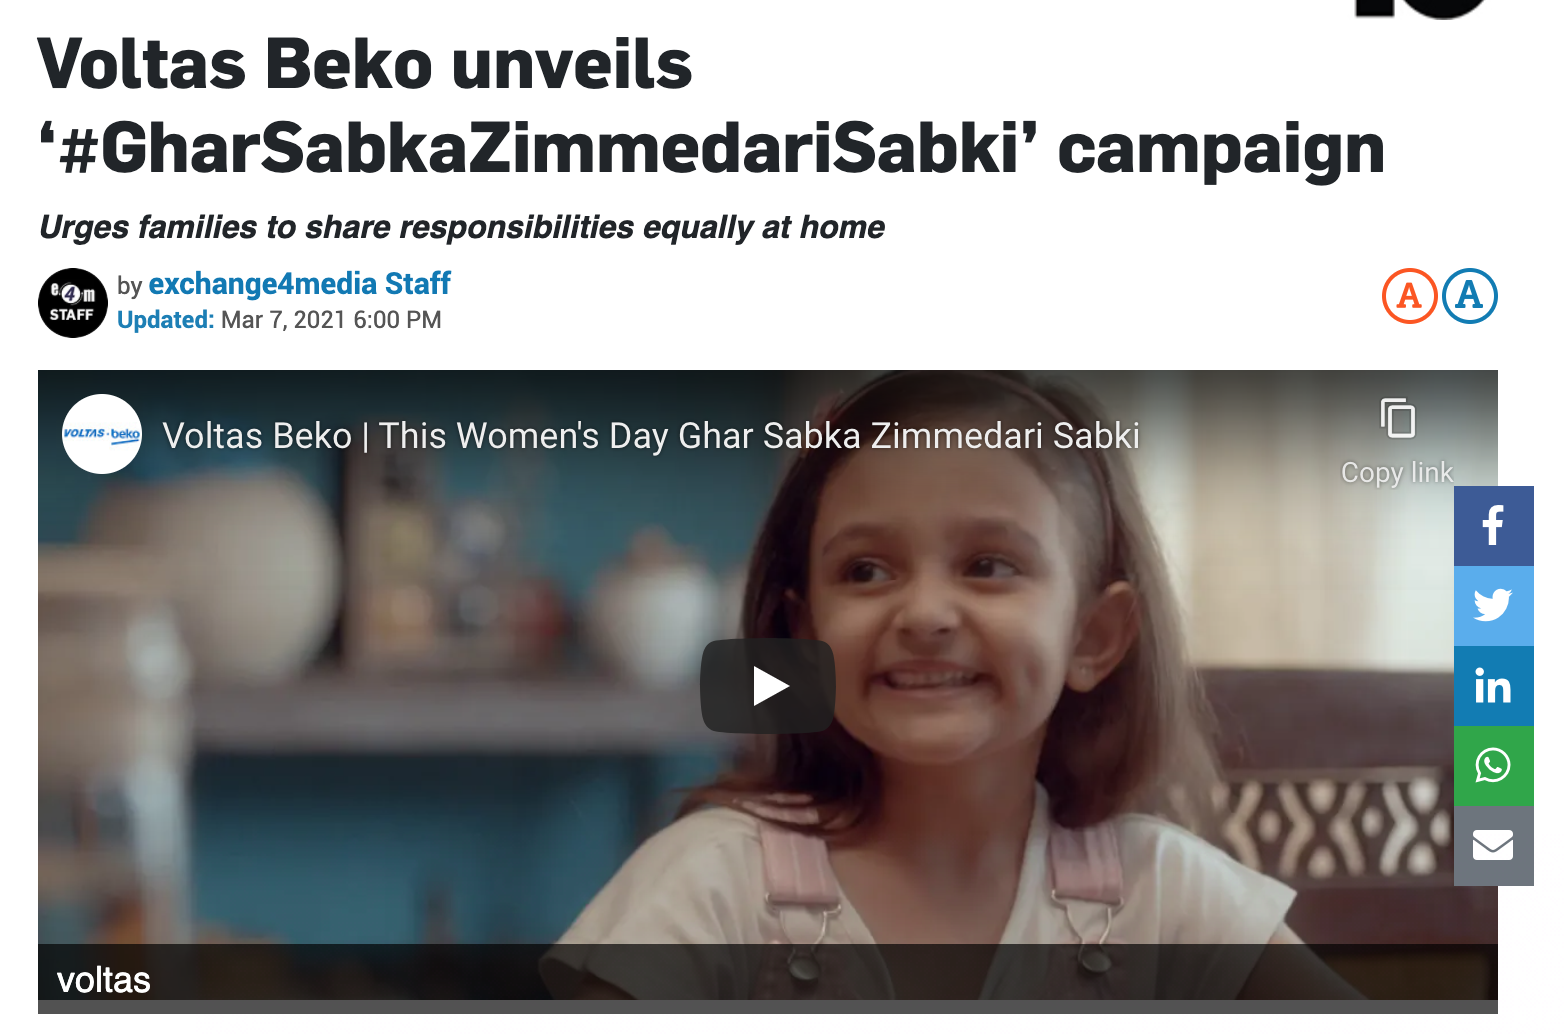 Voltas Beko unveils
‘#GharSabkaZimmedariSabki’ campaign
Urges families to share responsibilities equally at home
e4m
STAFF
by exchange4media Staff
Updated: Mar 7, 2021 6:00 PM
A A
VOLTAS beko
Voltas Beko | This Women's Day Ghar Sabka Zimmedari Sabki
Copy link
f
in
voltas